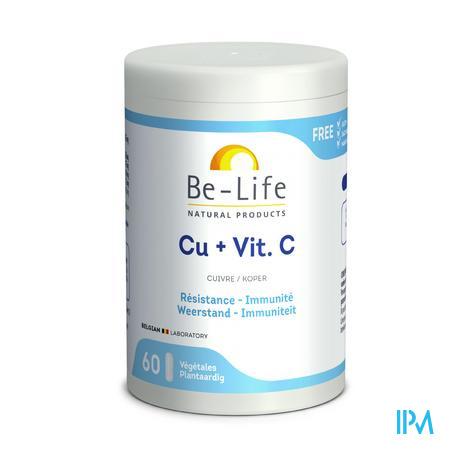 FREE
Be-Life
NATURAL PRODUCTS
Cu + Vit. C
CUIVRE / KOPER
Résistance - Immunité
Weerstand - Immuniteit
BELGIAN LABORATORY
60 Végétales
Plantaardig
IPM